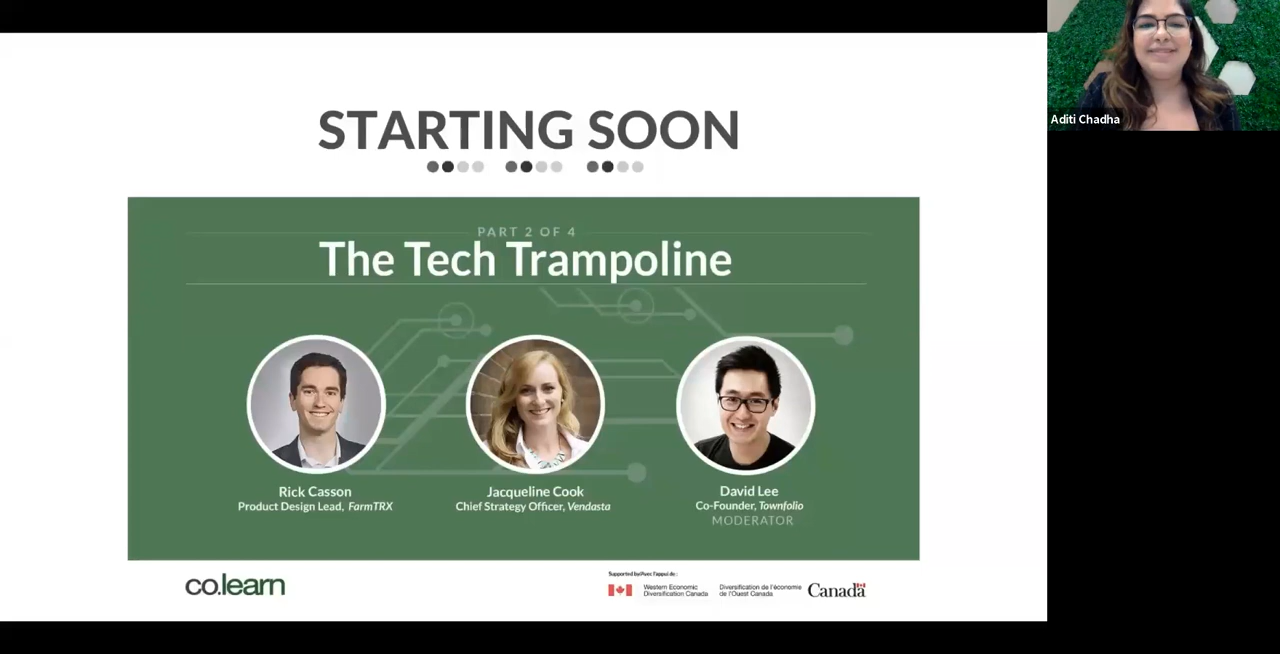 STARTING SOON
PART 2 OF 4
The Tech Trampoline
Rick Casson
Product Design Lead, FarmTRX
Jacqueline Cook
Chief Strategy Officer, Vendasta
David Lee
Co-Founder, Townfolio
MODERATOR
co.learn
Supported by/Avec l'appui de :
Western Economic
Diversification Canada
Diversification de l'économie
de l'Ouest Canada
Canada
Aditi Chadha